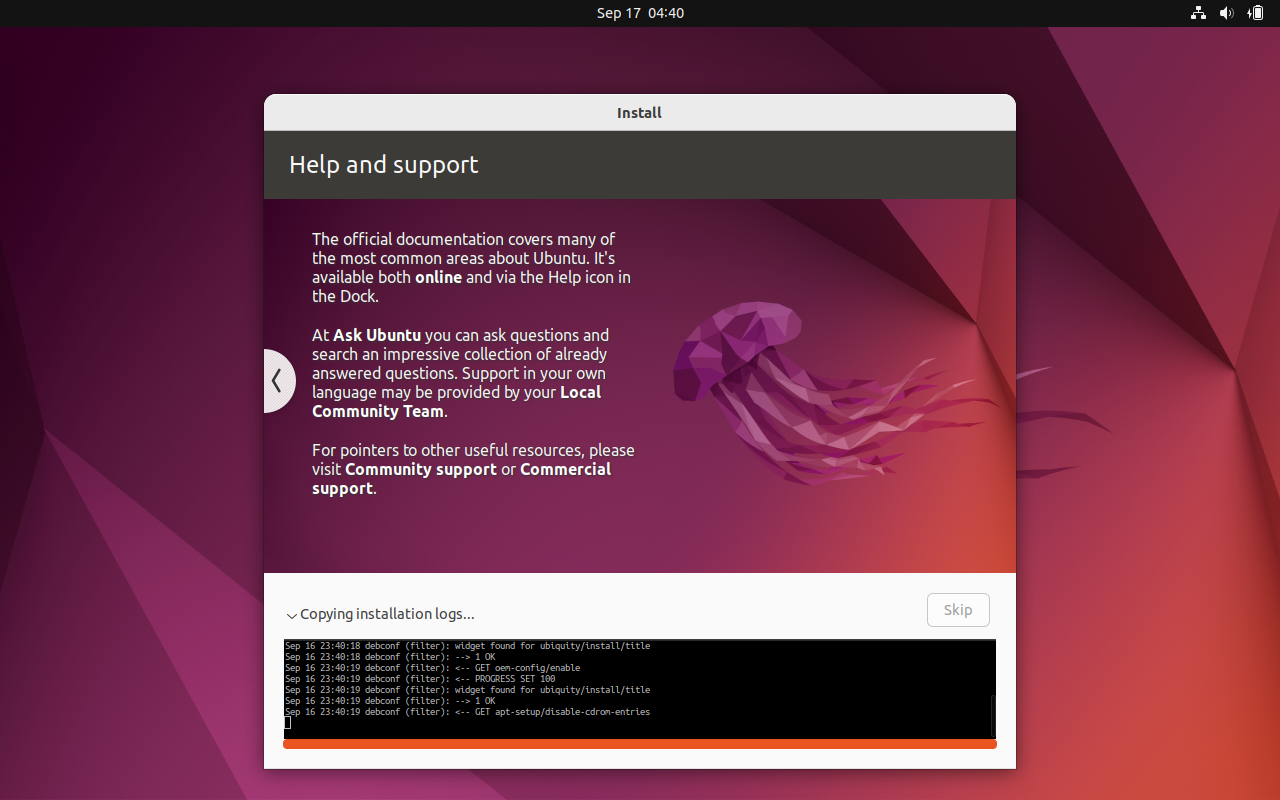 Sep 17 04:40
Install
Help and support
The official documentation covers many of
the most common areas about Ubuntu. It's
available both online and via the Help icon in
the Dock.
At Ask Ubuntu you can ask questions and
search an impressive collection of already
answered questions. Support in your own
language may be provided by your Local
Community Team.
For pointers to other useful resources, please
visit Community support or Commercial
support.
Copying installation logs...
Skip
Sep 16 23:40:18 debconf (filter): widget found for ubiquity/install/title
Sep 16 23:40:18 debconf (filter): --> 1 OK
Sep 16 23:40:19 debconf (filter): <-- GET oem-config/enable
Sep 16 23:40:19 debconf (filter): <-- PROGRESS SET 100
Sep 16 23:40:19 debconf (filter): widget found for ubiquity/install/title
Sep 16 23:40:19 debconf (filter): --> 1 OK
Sep 16 23:40:19 debconf (filter): <-- GET apt-setup/disable-cdrom-entries